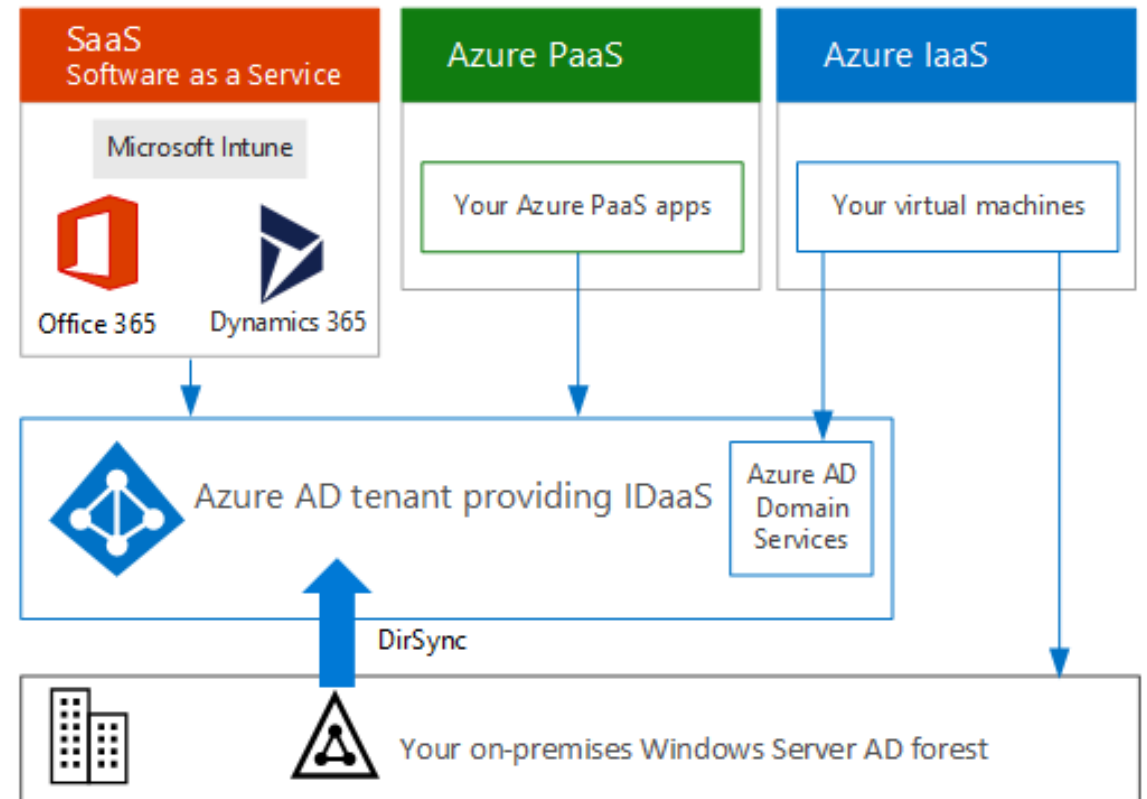 SaaS
Software as a Service
Microsoft Intune
Office 365
Dynamics 365
Azure PaaS
Your Azure PaaS apps
Azure IaaS
Your virtual machines
Azure AD tenant providing IDaaS
Azure AD
Domain
Services
DirSync
Your on-premises Windows Server AD forest